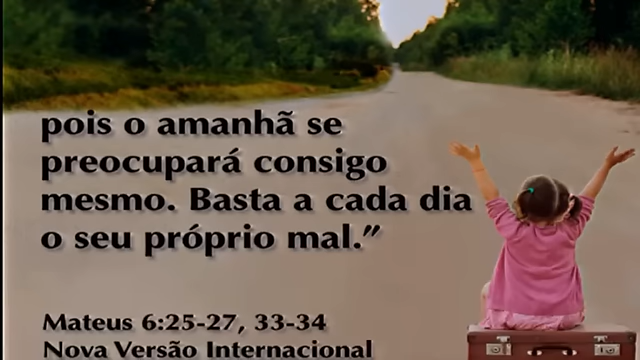 pois o amanhã se
preocupará consigo
mesmo. Basta a cada dia
o seu próprio mal.”
Mateus 6:25-27, 33-34
Nova Versão Internacional